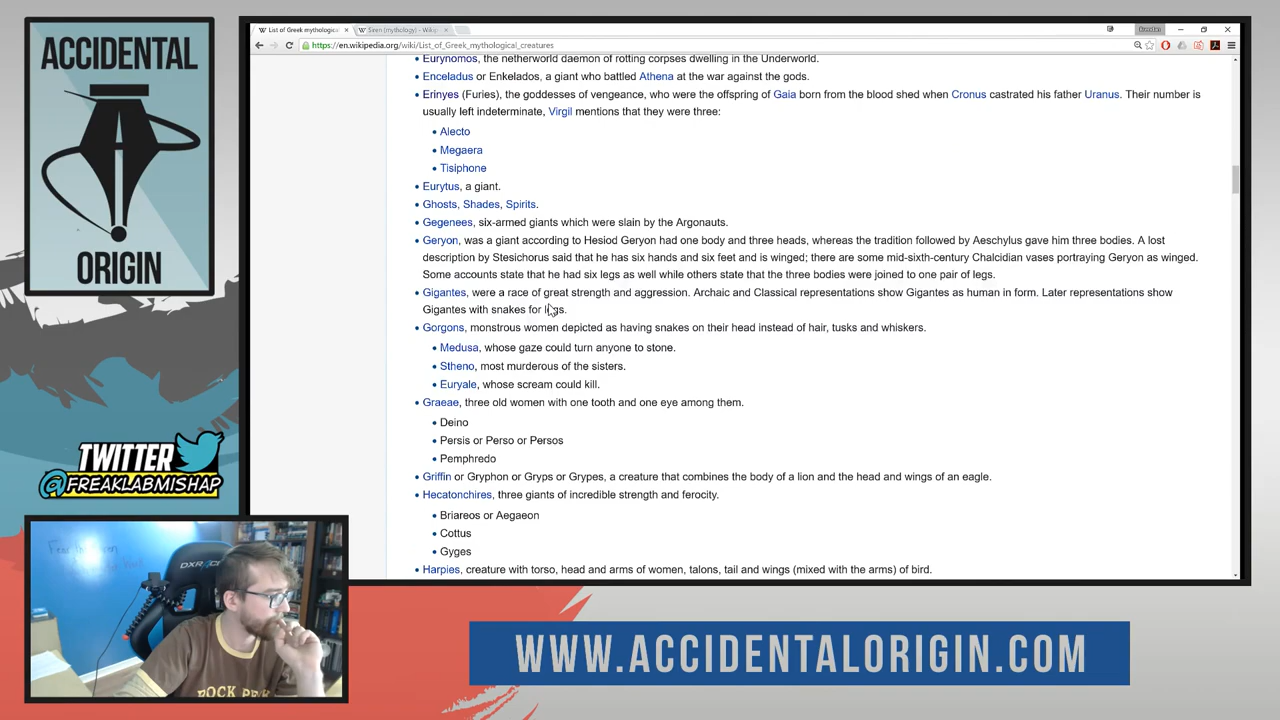 ACCIDENTAL
ORIGIN
TWITTER
@FREAKLABMISHAP
List of Greek mythological c
Siren (mythology) - Wikip
https://en.wikipedia.org/wiki/List_of_Greek_mythological_creatures
• Eurynomos, the netherworld daemon of rotting corpses dwelling in the Underworld.
• Enceladus or Enkelados, a giant who battled Athena at the war against the gods.
• Erinyes (Furies), the goddesses of vengeance, who were the offspring of Gaia born from the blood shed when Cronus castrated his father Uranus. Their number is
usually left indeterminate, Virgil mentions that they were three:
• Alecto
• Megaera
• Tisiphone
• Eurytus, a giant.
• Ghosts, Shades, Spirits.
• Gegenees, six-armed giants which were slain by the Argonauts.
• Geryon, was a giant according to Hesiod Geryon had one body and three heads, whereas the tradition followed by Aeschylus gave him three bodies. A lost
description by Stesichorus said that he has six hands and six feet and is winged; there are some mid-sixth-century Chalcidian vases portraying Geryon as winged.
Some accounts state that he had six legs as well while others state that the three bodies were joined to one pair of legs.
• Gigantes, were a race of great strength and aggression. Archaic and Classical representations show Gigantes as human in form. Later representations show
Gigantes with snakes for legs.
• Gorgons, monstrous women depicted as having snakes on their head instead of hair, tusks and whiskers.
• Medusa, whose gaze could turn anyone to stone.
• Stheno, most murderous of the sisters.
• Euryale, whose scream could kill.
• Graeae, three old women with one tooth and one eye among them.
• Deino
• Persis or Perso or Persos
• Pemphredo
• Griffin or Gryphon or Gryps or Grypes, a creature that combines the body of a lion and the head and wings of an eagle.
• Hecatonchires, three giants of incredible strength and ferocity.
• Briareos or Aegaeon
• Cottus
• Gyges
• Harpies, creature with torso, head and arms of women, talons, tail and wings (mixed with the arms) of bird.
DXRACER
ROCK
WWW.ACCIDENTALORIGIN.COM